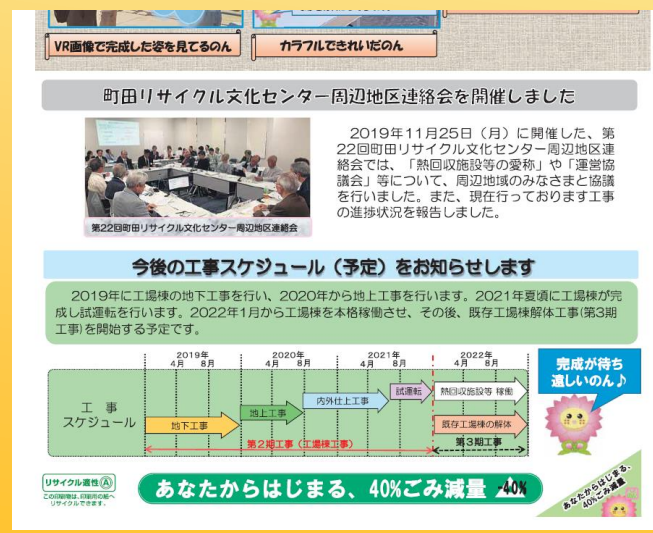 VR画像で完成した姿を見てるのん
カラフルできれいだのん
町田リサイクル文化センター周辺地区連絡会を開催しました
第22回町田リサイクル文化センター周辺地区連絡会
2019年11月25日（月）に開催した、第
22回町田リサイクル文化センター周辺地区連
絡会では、「熱回収施設等の愛称」や「運営協
議会」等について、周辺地域のみなさまと協議
を行いました。また、現在行っております工事
の進捗状況を報告しました。
今後の工事スケジュール（予定）をお知らせします
2019年に工場棟の地下工事を行い、2020年から地上工事を行います。2021年夏頃に工場棟が完
成し試運転を行います。2022年1月から工場棟を本格稼働させ、その後、既存工場棟解体工事(第3期
工事)を開始する予定です。
2019年 2020年 2021年 2022年
4月 8月 4月 8月 4月 8月 4月 8月
工 事
スケジュール
地下工事
地上工事
内外仕上工事
試運転
熱回収施設等 稼働
既存工場棟の解体
第2期工事（工場棟工事）
第3期工事
完成が待ち
遠しいのん♪
リサイクル適性Ⓐ
この印刷物は、印刷用の紙へ
リサイクルできます。
あなたからはじまる、40%ごみ減量 -40%
あなたからはじまる、
40%ごみ減量